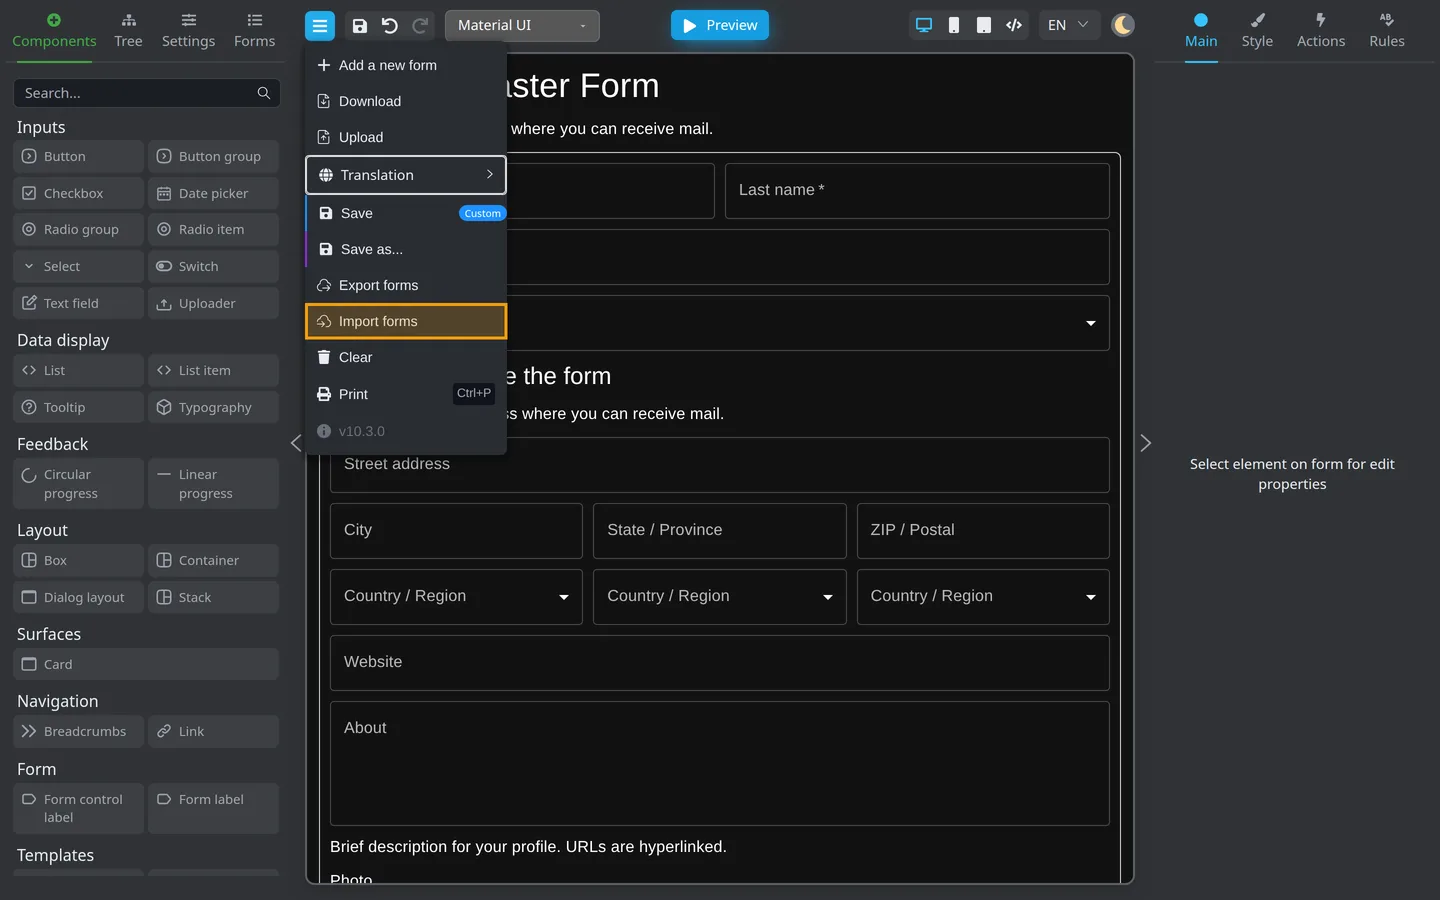 Components
Tree
Settings
Forms
Material UI
Preview
EN
Main
Style
Actions
Rules
Search...
Inputs
Button
Button group
Checkbox
Date picker
Radio group
Radio item
Select
Switch
Text field
Uploader
Data display
List
List item
Tooltip
Typography
Feedback
Circular
progress
Linear
progress
Layout
Box
Container
Dialog layout
Stack
Surfaces
Card
Navigation
Breadcrumbs
Link
Form
Form control
label
Form label
Templates
Add a new form
Download
Upload
Translation
Save
Custom
Save as...
Export forms
Import forms
Clear
Print
Ctrl+P
v10.3.0
Form
where you can receive mail.
Last name *
the form
where you can receive mail.
Street address
City
State / Province
ZIP / Postal
Country / Region
Country / Region
Country / Region
Website
About
Brief description for your profile. URLs are hyperlinked.
Photo
Select element on form for edit
properties